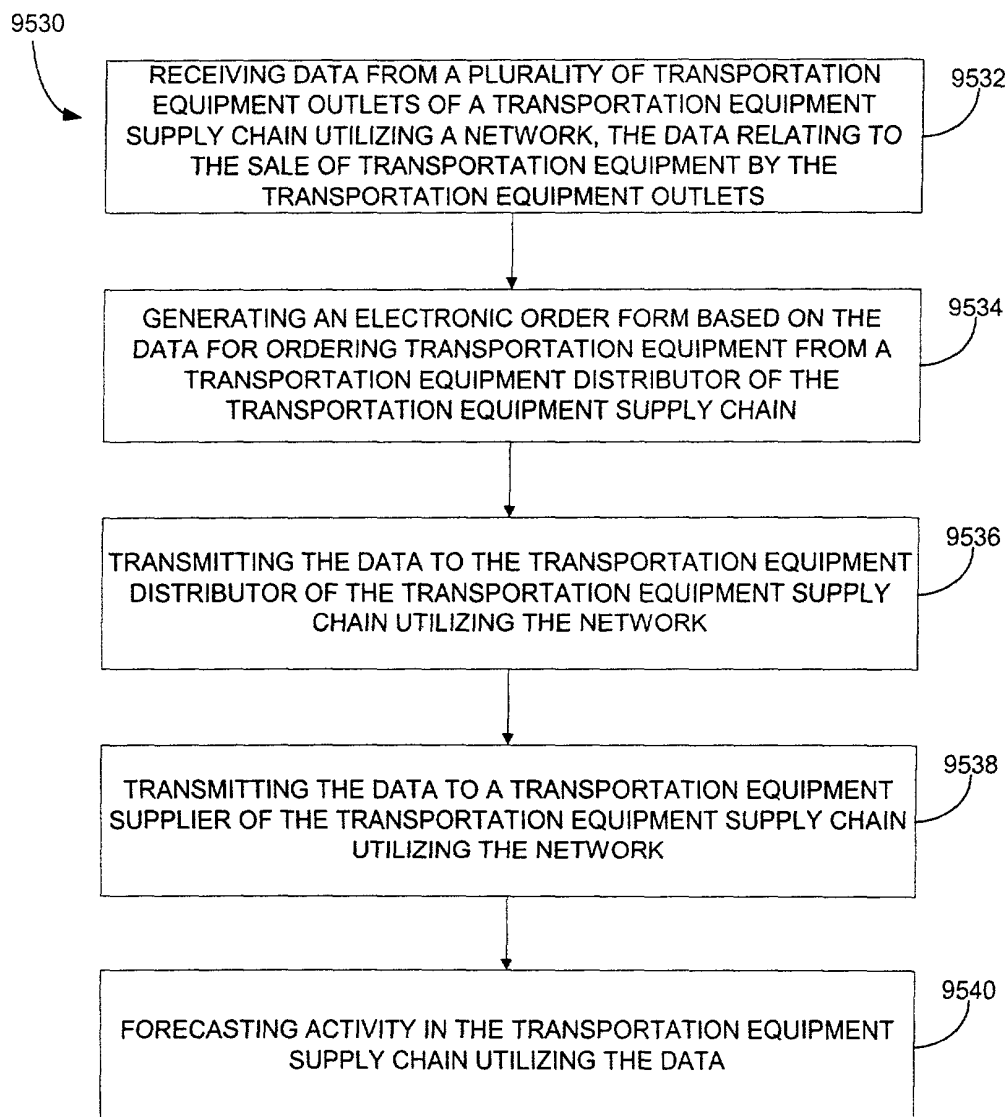 9530
RECEIVING DATA FROM A PLURALITY OF TRANSPORTATION
EQUIPMENT OUTLETS OF A TRANSPORTATION EQUIPMENT
SUPPLY CHAIN UTILIZING A NETWORK, THE DATA RELATING TO
THE SALE OF TRANSPORTATION EQUIPMENT BY THE
TRANSPORTATION EQUIPMENT OUTLETS
9532
GENERATING AN ELECTRONIC ORDER FORM BASED ON THE
DATA FOR ORDERING TRANSPORTATION EQUIPMENT FROM A
TRANSPORTATION EQUIPMENT DISTRIBUTOR OF THE
TRANSPORTATION EQUIPMENT SUPPLY CHAIN
9534
TRANSMITTING THE DATA TO THE TRANSPORTATION EQUIPMENT
DISTRIBUTOR OF THE TRANSPORTATION EQUIPMENT SUPPLY
CHAIN UTILIZING THE NETWORK
9536
TRANSMITTING THE DATA TO A TRANSPORTATION EQUIPMENT
SUPPLIER OF THE TRANSPORTATION EQUIPMENT SUPPLY CHAIN
UTILIZING THE NETWORK
9538
FORECASTING ACTIVITY IN THE TRANSPORTATION EQUIPMENT
SUPPLY CHAIN UTILIZING THE DATA
9540